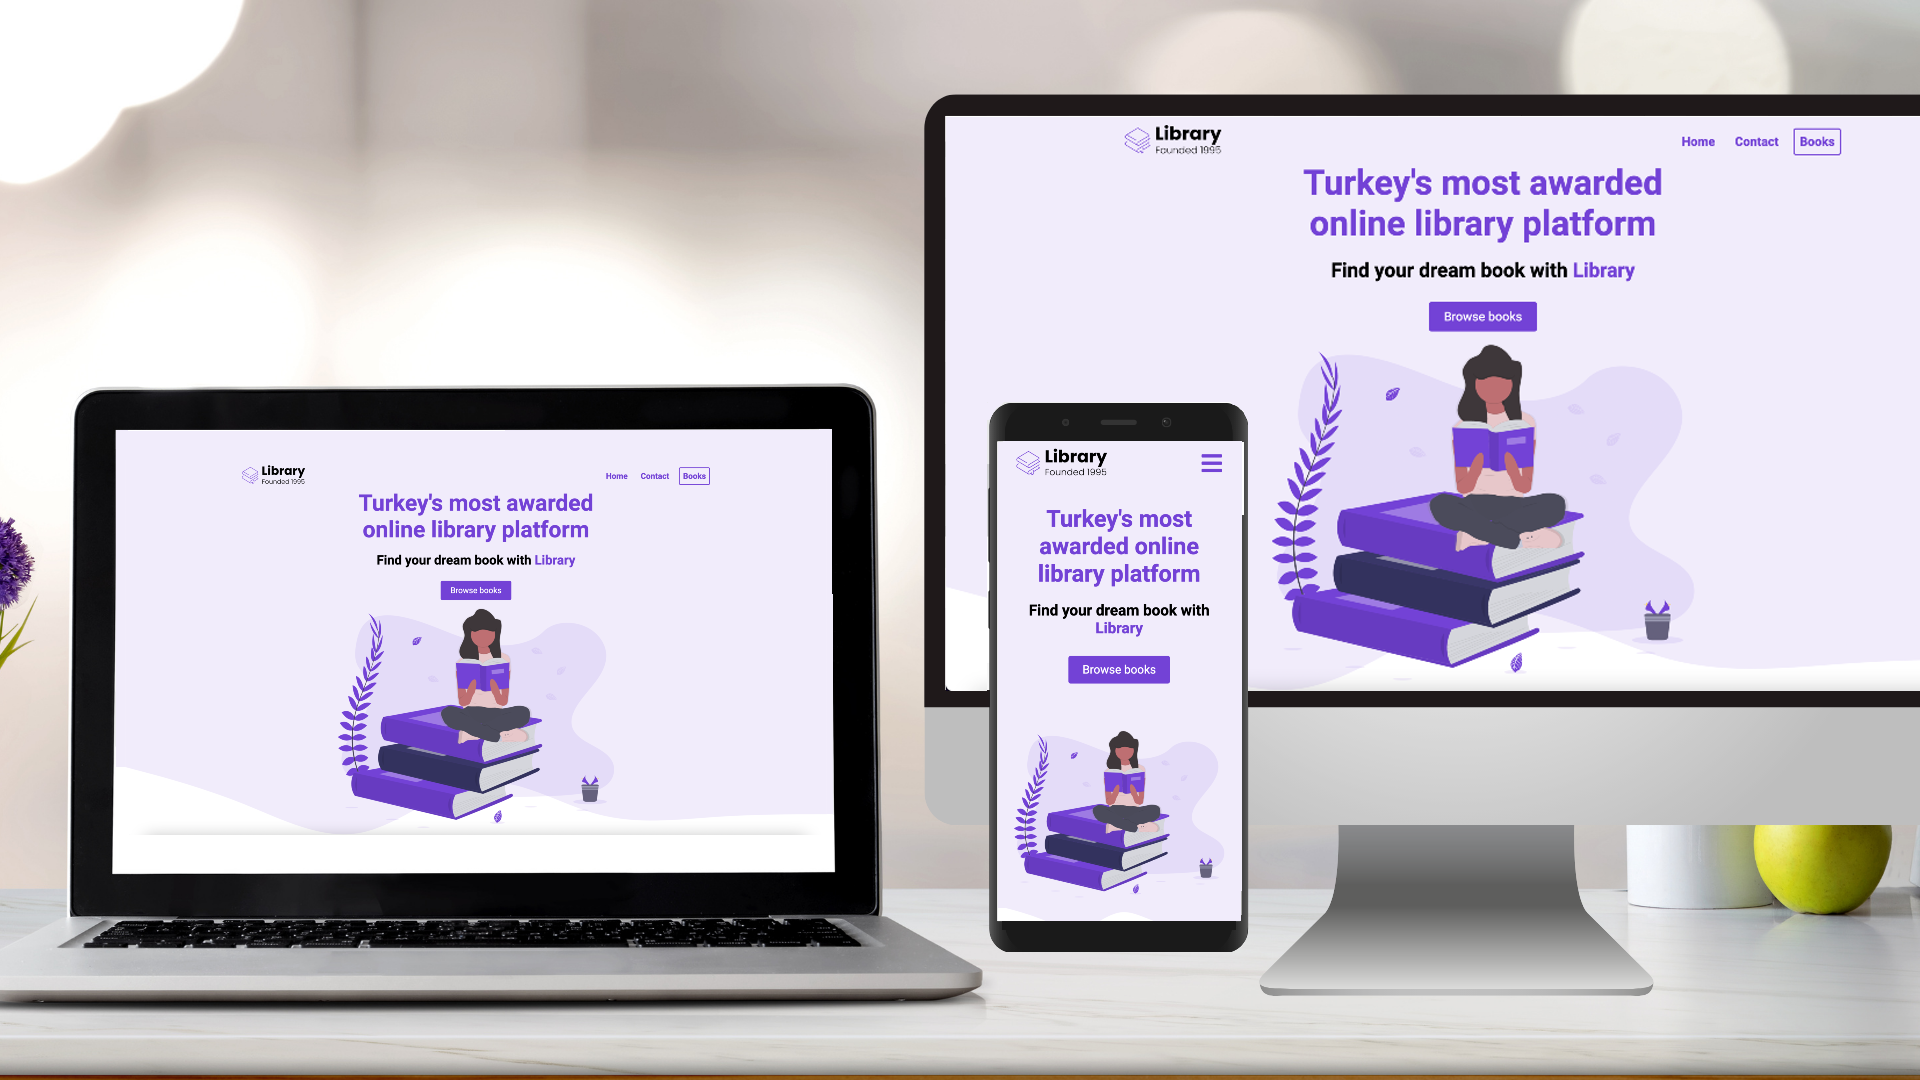 Library
Founded 1995
Home Contact Books
Turkey's most awarded
online library platform
Find your dream book with Library
Browse books
Library
Founded 1995
Home Contact Books
Turkey's most awarded
online library platform
Find your dream book with Library
Browse books
Library
Founded 1995
Turkey's most
awarded online
library platform
Find your dream book with
Library
Browse books